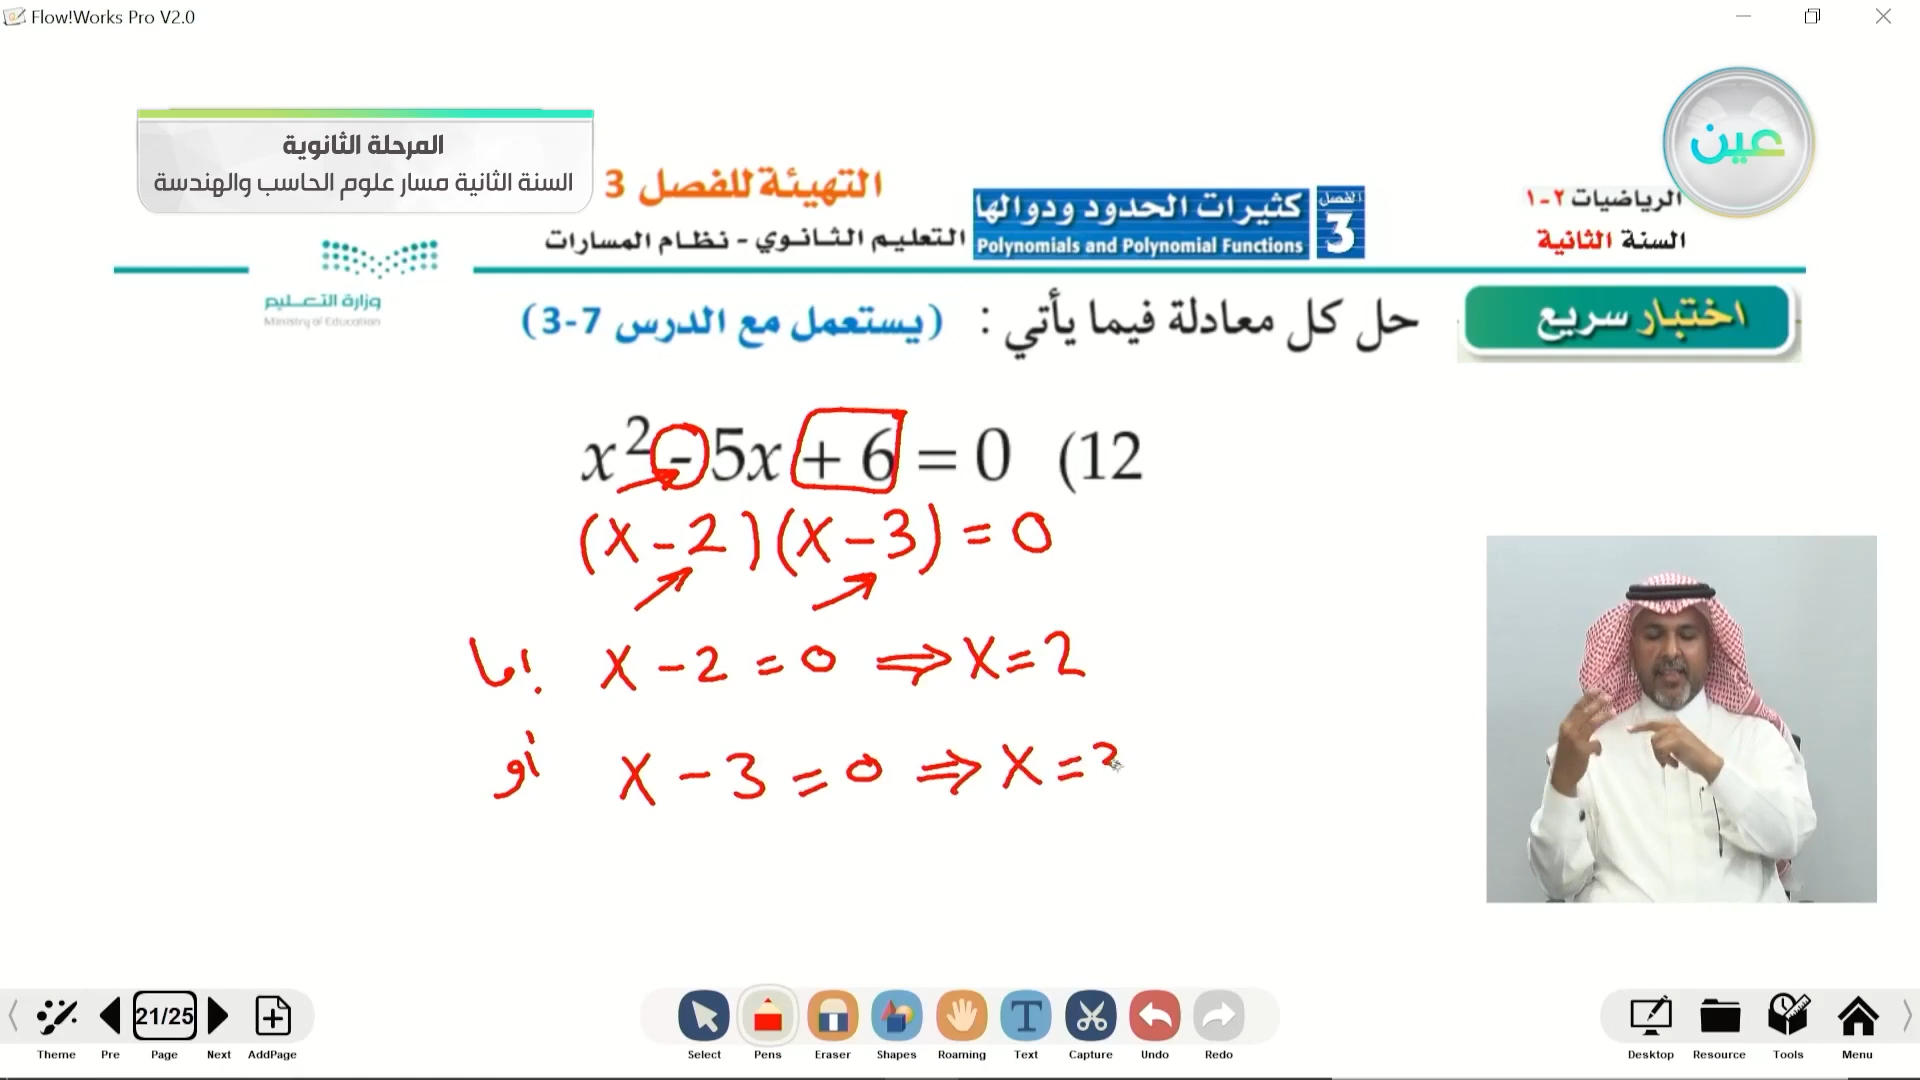 Flow!Works Pro V2.0
عين
المرحلة الثانوية
السنة الثانية مسار علوم الحاسب والهندسة
الرياضيات ٢-١
السنة الثانية
الفصل 3
كثيرات الحدود ودوالها
Polynomials and Polynomial Functions
التهيئة للفصل 3
التعليم الثانوي - نظام المسارات
وزارة التعليم
Ministry of Education
اختبار سريع
حل كل معادلة فيما يأتي : (يستعمل مع الدرس 7-3)
x² - 5x + 6 = 0 (12
(x - 2)(x - 3) = 0
إما x - 2 = 0 ⇒ x = 2
أو x - 3 = 0 ⇒ x =
21/25
Theme Pre Page Next AddPage
Select Pens Eraser Shapes Roaming Text Capture Undo Redo
Desktop Resource Tools Menu